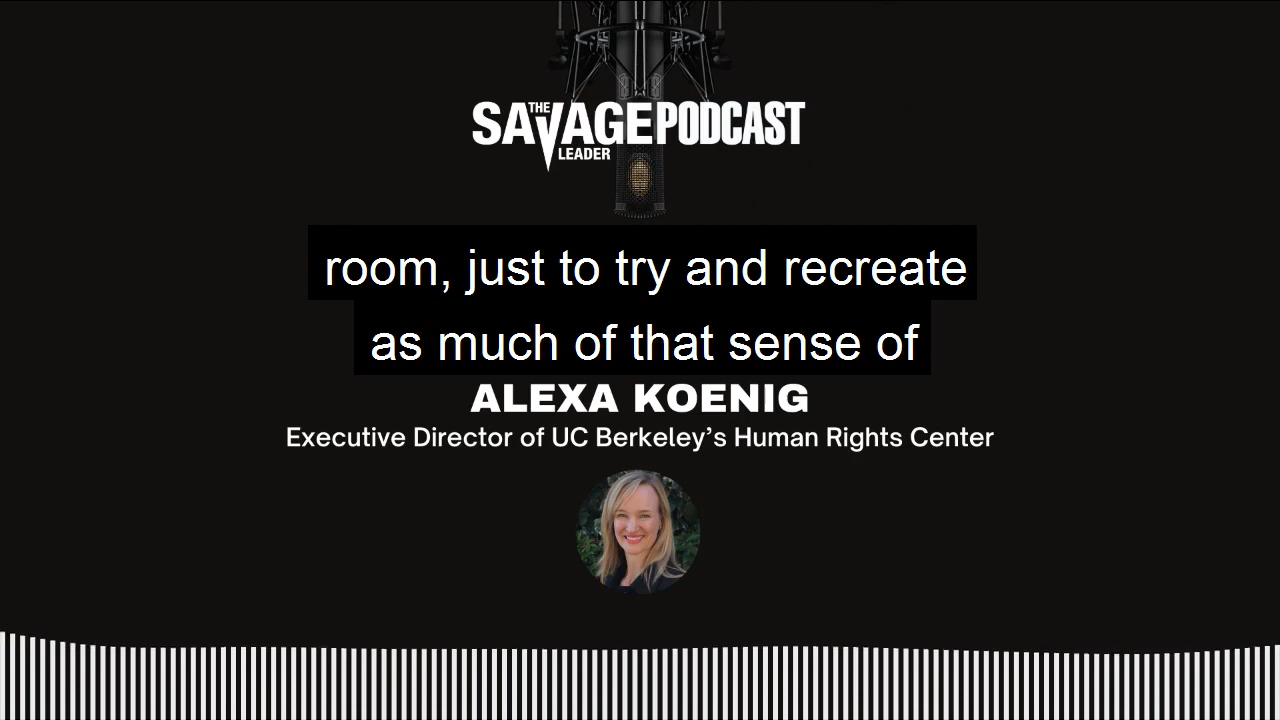 THE
SAVAGE PODCAST
LEADER
room, just to try and recreate
as much of that sense of
ALEXA KOENIG
Executive Director of UC Berkeley’s Human Rights Center